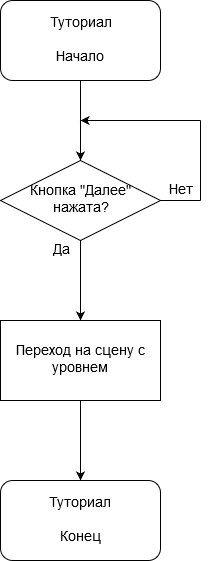 Туториал
Начало
Кнопка "Далее"
нажата?
Нет
Да
Переход на сцену с
уровнем
Туториал
Конец